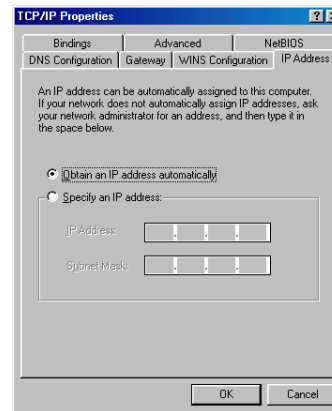 TCP/IP Properties
Bindings Advanced NetBIOS
DNS Configuration Gateway WINS Configuration IP Address
An IP address can be automatically assigned to this computer.
If your network does not automatically assign IP addresses, ask
your network administrator for an address, and then type it in
the space below.
Obtain an IP address automatically
Specify an IP address:
IP Address:
Subnet Mask:
OK Cancel